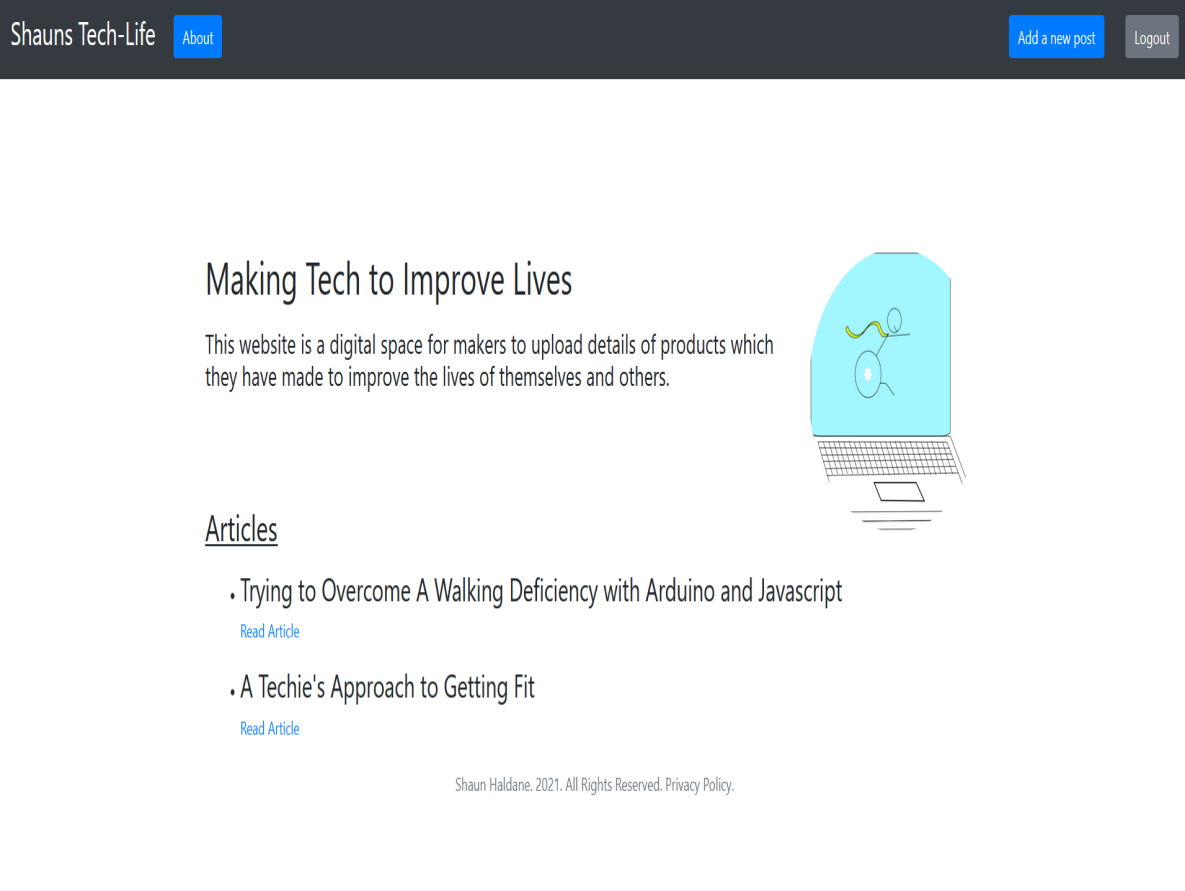 Shauns Tech-Life
About
Add a new post
Logout
Making Tech to Improve Lives
This website is a digital space for makers to upload details of products which
they have made to improve the lives of themselves and others.
Articles
Trying to Overcome A Walking Deficiency with Arduino and Javascript
Read Article
A Techie's Approach to Getting Fit
Read Article
Shaun Haldane. 2021. All Rights Reserved. Privacy Policy.